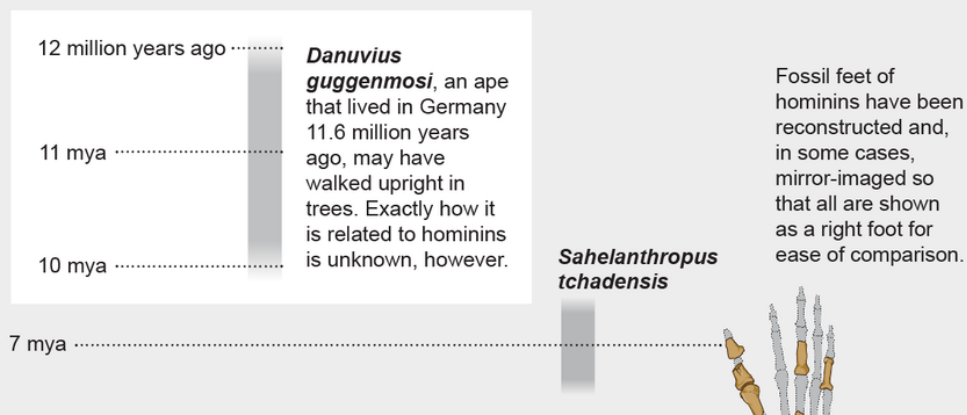 12 million years ago
Danuvius
guggenmosi, an ape
that lived in Germany
11.6 million years
ago, may have
walked upright in
trees. Exactly how it
is related to hominins
is unknown, however.
11 mya
10 mya
Fossil feet of
hominins have been
reconstructed and,
in some cases,
mirror-imaged so
that all are shown
as a right foot for
ease of comparison.
Sahelanthropus
tchadensis
7 mya